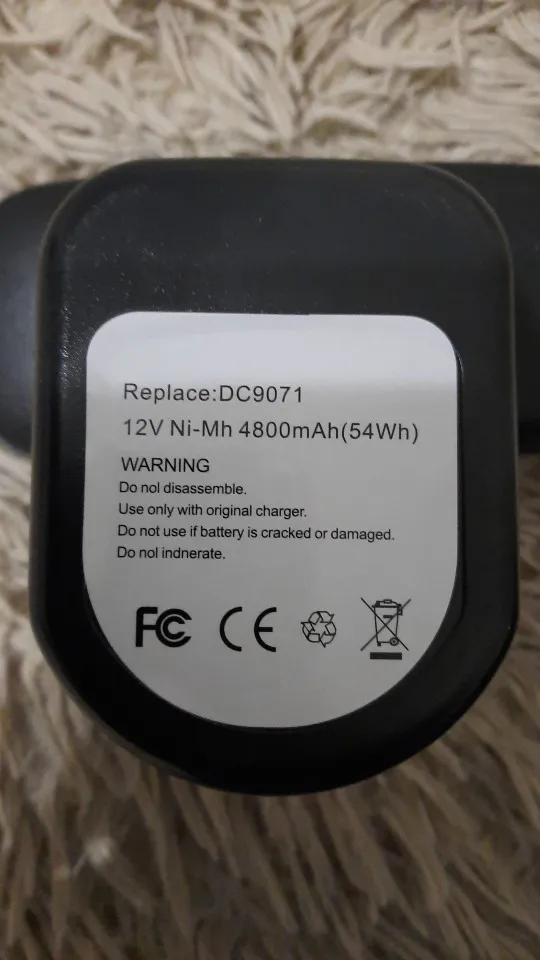 Replace:DC9071
12V Ni-Mh 4800mAh(54Wh)
WARNING
Do nol disassemble.
Use only with original charger.
Do not use if battery is cracked or damaged.
Do nol indnerate.
FC CE